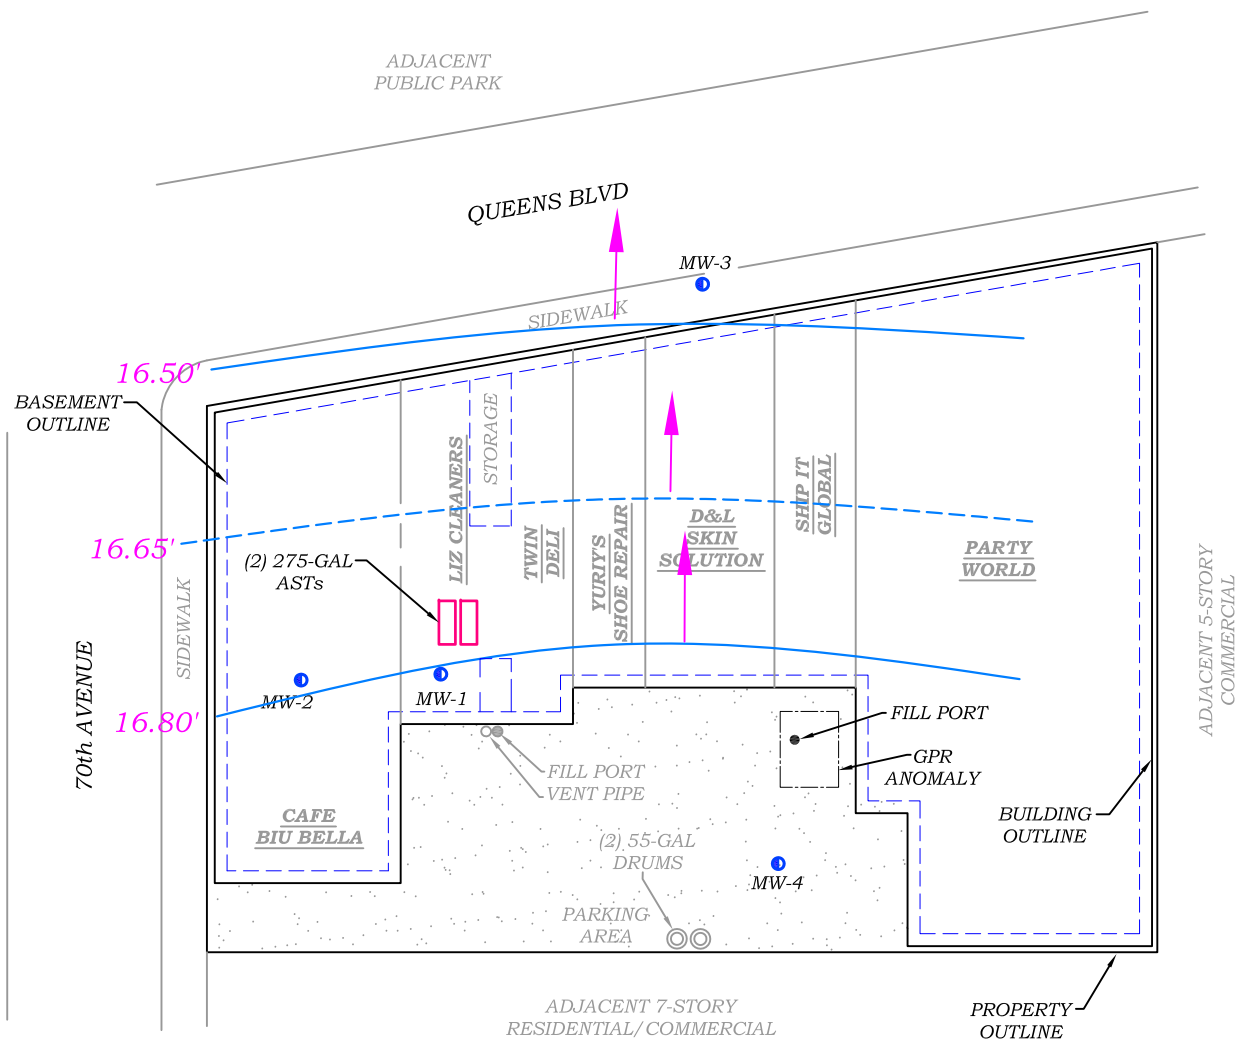 ADJACENT
PUBLIC PARK
QUEENS BLVD
MW-3
SIDEWALK
16.50'
BASEMENT
OUTLINE
LIZ CLEANERS
STORAGE
TWIN
DELI
YURIY'S
SHOE REPAIR
D&L
SKIN
SOLUTION
SHIP IT
GLOBAL
PARTY
WORLD
16.65'
(2) 275-GAL
ASTs
SIDEWALK
70th AVENUE
ADJACENT 5-STORY
COMMERCIAL
MW-2
MW-1
16.80'
FILL PORT
GPR
ANOMALY
FILL PORT
VENT PIPE
CAFE
BIU BELLA
BUILDING
OUTLINE
(2) 55-GAL
DRUMS
MW-4
PARKING
AREA
ADJACENT 7-STORY
RESIDENTIAL/COMMERCIAL
PROPERTY
OUTLINE